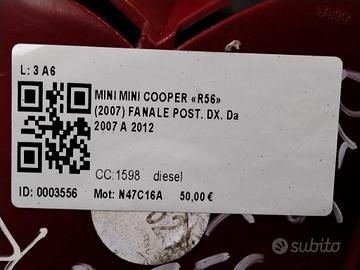 L: 3 A6
MINI MINI COOPER «R56»
(2007) FANALE POST. DX. Da
2007 A 2012
CC:1598 diesel
ID: 0003556 Mot: N47C16A 50,00 €
subito